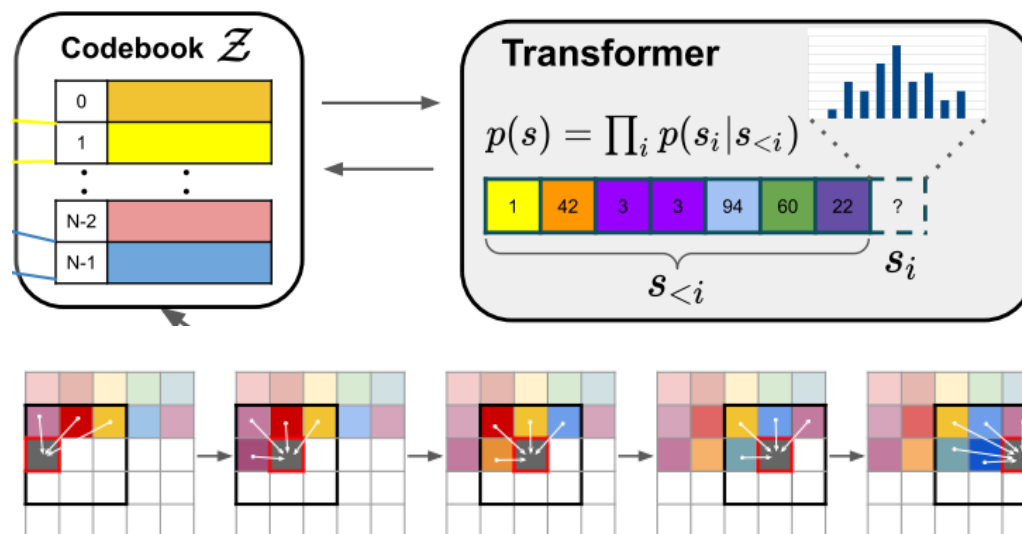 Codebook 𝒵
0
1
N-2
N-1
Transformer
p(s) = ∏ᵢ p(sᵢ|s<ᵢ)
1 42 3 3 94 60 22 ?
s<ᵢ
sᵢ